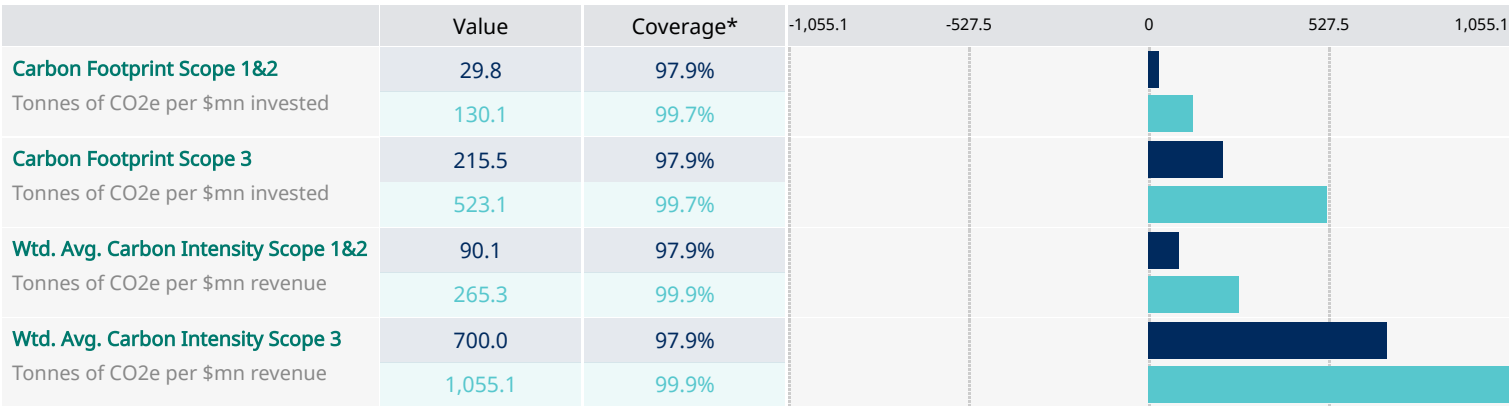 Value Coverage* -1,055.1 -527.5 0 527.5 1,055.1
Carbon Footprint Scope 1&2 29.8 97.9%
Tonnes of CO2e per $mn invested 130.1 99.7%
Carbon Footprint Scope 3 215.5 97.9%
Tonnes of CO2e per $mn invested 523.1 99.7%
Wtd. Avg. Carbon Intensity Scope 1&2 90.1 97.9%
Tonnes of CO2e per $mn revenue 265.3 99.9%
Wtd. Avg. Carbon Intensity Scope 3 700.0 97.9%
Tonnes of CO2e per $mn revenue 1,055.1 99.9%